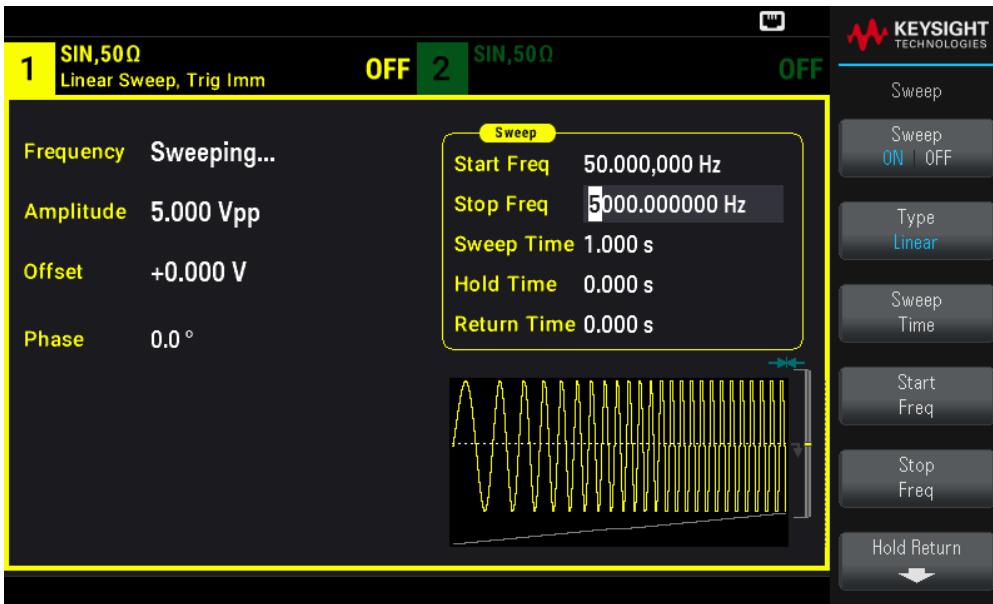 KEYSIGHT
TECHNOLOGIES
1
SIN,50Ω
Linear Sweep, Trig Imm
OFF
2
SIN,50Ω
OFF
Frequency Sweeping...
Amplitude 5.000 Vpp
Offset +0.000 V
Phase 0.0 °
Sweep
Start Freq 50.000,000 Hz
Stop Freq 5000.000000 Hz
Sweep Time 1.000 s
Hold Time 0.000 s
Return Time 0.000 s
Sweep
Sweep
ON | OFF
Type
Linear
Sweep
Time
Start
Freq
Stop
Freq
Hold Return